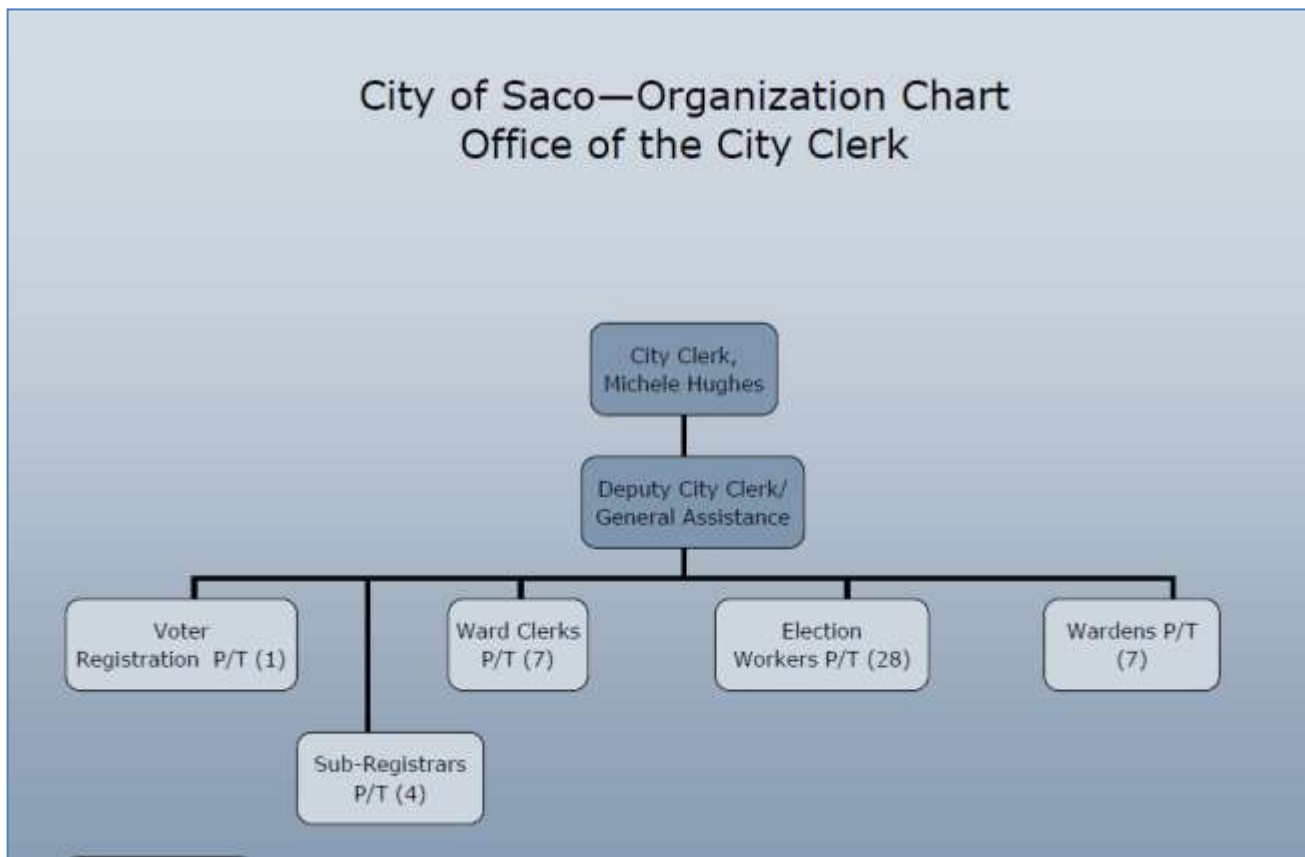 City of Saco—Organization Chart
Office of the City Clerk
City Clerk,
Michele Hughes
Deputy City Clerk/
General Assistance
Voter
Registration P/T (1)
Ward Clerks
P/T (7)
Election
Workers P/T (28)
Wardens P/T
(7)
Sub-Registrars
P/T (4)